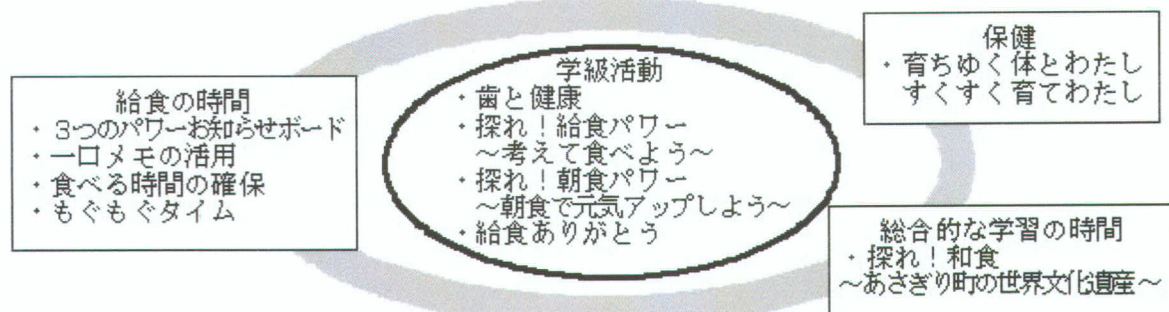 給食の時間
・３つのパワーお知らせボード
・一口メモの活用
・食べる時間の確保
・もぐもぐタイム
学級活動
・歯と健康
・探れ！給食パワー
～考えて食べよう～
・探れ！朝食パワー
～朝食で元気アップしよう～
・給食ありがとう
保健
・育ちゆく体とわたし
すくすく育てわたし
総合的な学習の時間
・探れ！和食
～あさぎり町の世界文化遺産～